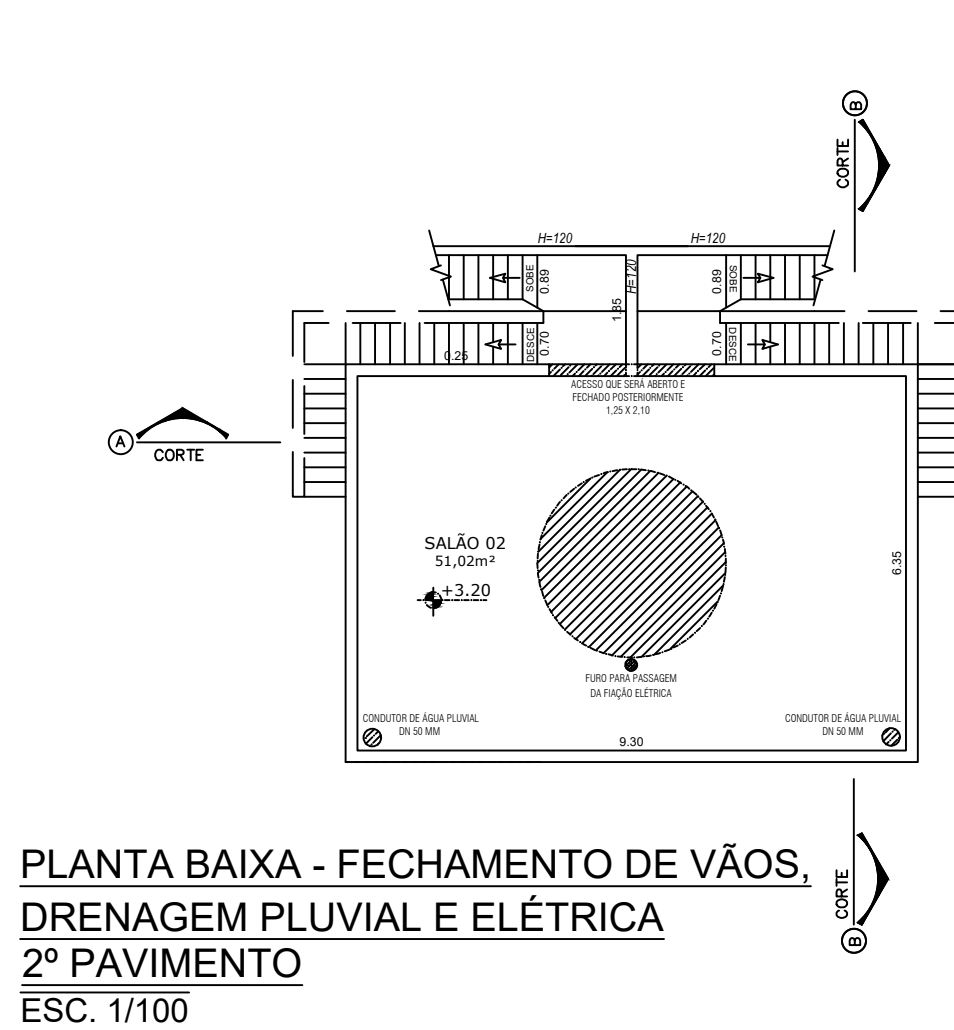 B
CORTE
H=120
H=120
H=120
SOBE
0.89
0.89
SOBE
1.85
DESCE
0.70
0.70
DESCE
0.25
ACESSO QUE SERÁ ABERTO E
FECHADO POSTERIORMENTE
1,25 X 2,10
A
CORTE
SALÃO 02
51,02m²
+3.20
6.35
FURO PARA PASSAGEM
DA FIAÇÃO ELÉTRICA
CONDUTOR DE ÁGUA PLUVIAL
DN 50 MM
CONDUTOR DE ÁGUA PLUVIAL
DN 50 MM
9.30
PLANTA BAIXA - FECHAMENTO DE VÃOS,
DRENAGEM PLUVIAL E ELÉTRICA
2º PAVIMENTO
ESC. 1/100
CORTE
B